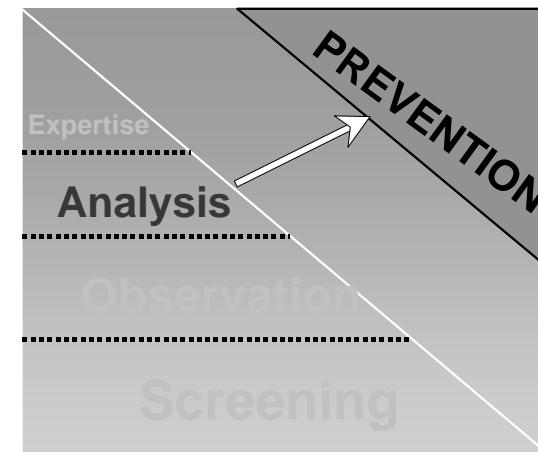 PREVENTION
Expertise
Analysis
Observation
Screening